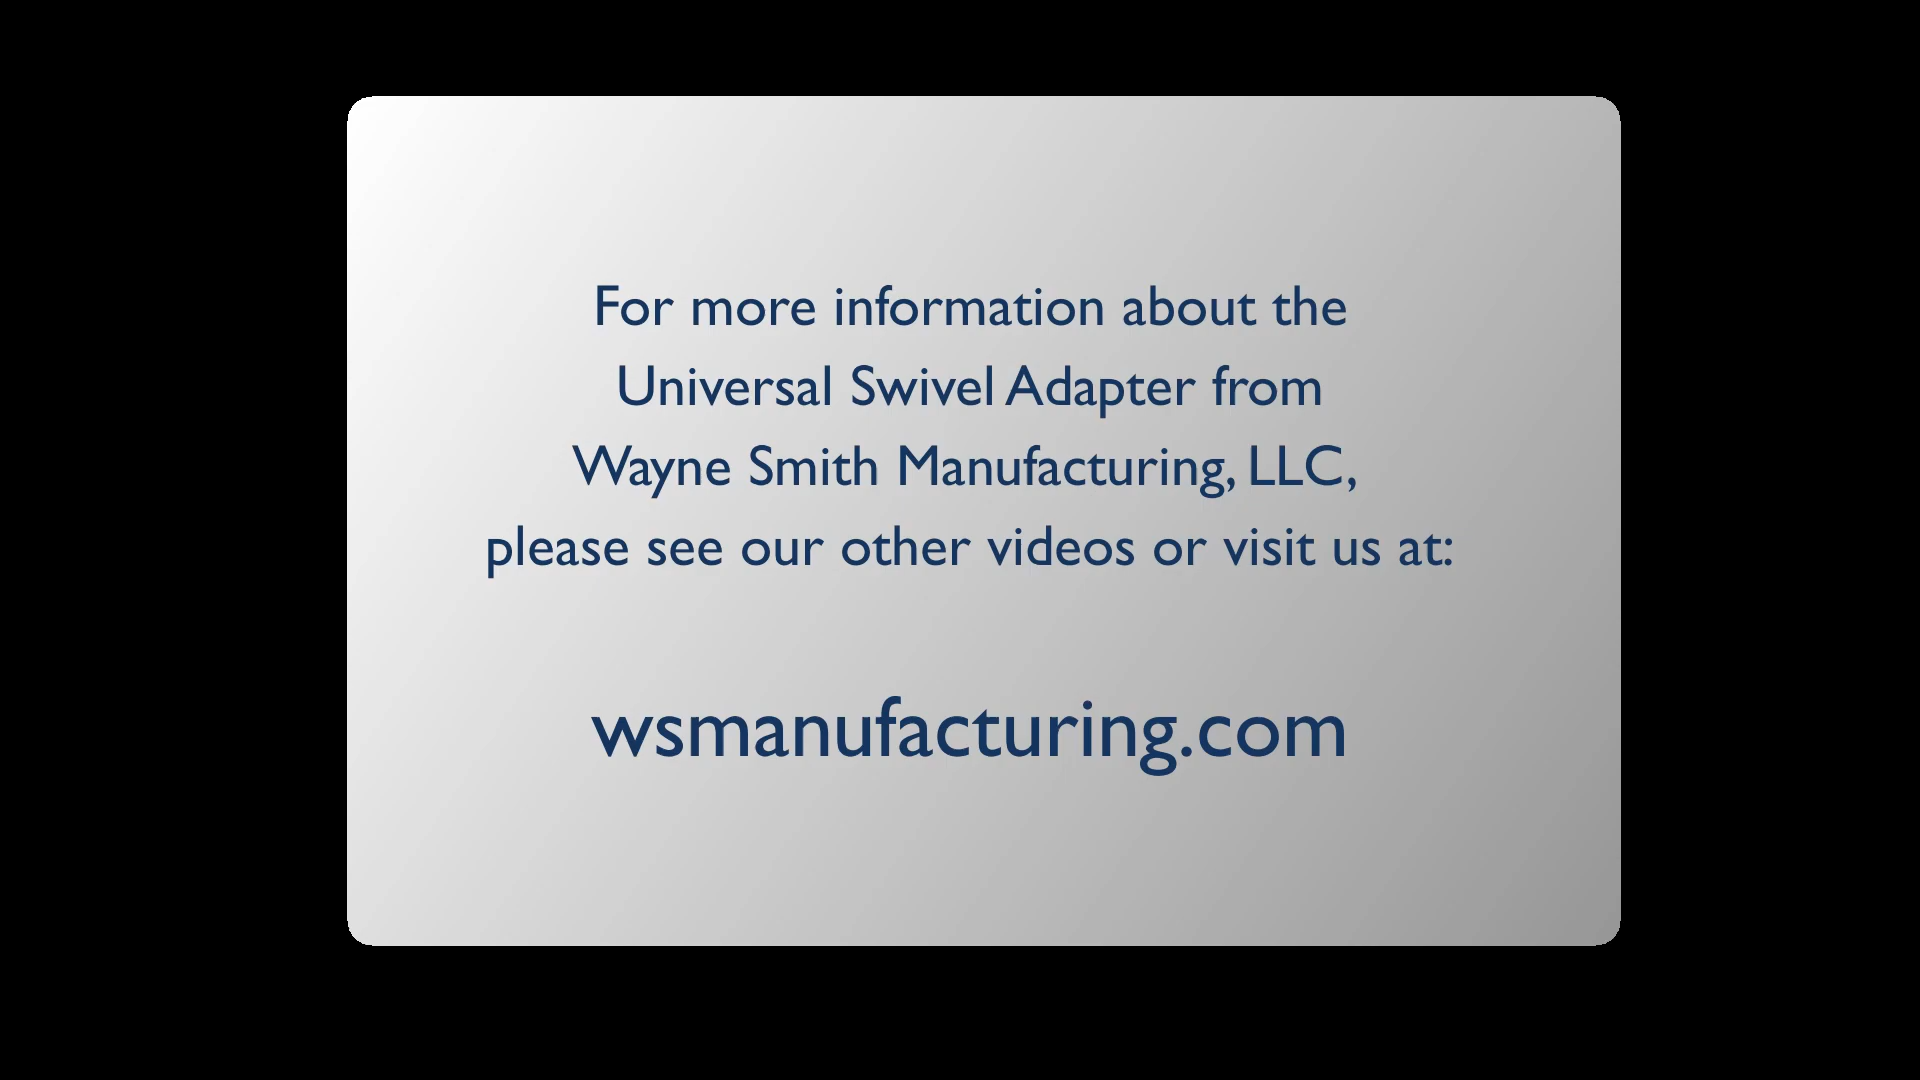 For more information about the
Universal Swivel Adapter from
Wayne Smith Manufacturing, LLC,
please see our other videos or visit us at:
wsmanufacturing.com